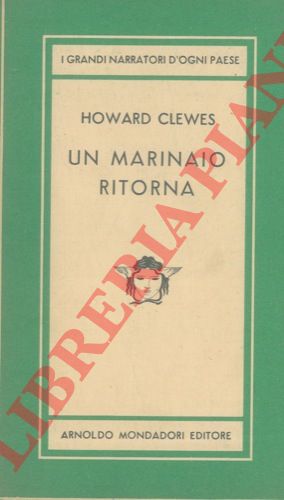 I GRANDI NARRATORI D'OGNI PAESE
HOWARD CLEWES
UN MARINAIO
RITORNA
ARNOLDO MONDADORI EDITORE
LIBRERIA PIANI